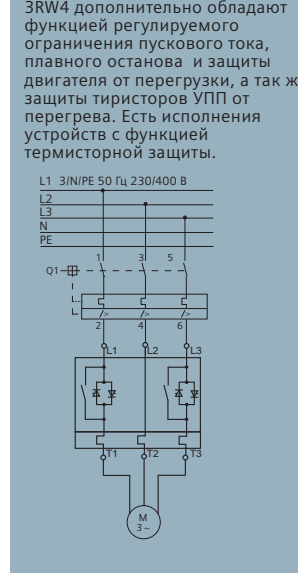 3RW4 дополнительно обладают
функцией регулируемого
ограничения пускового тока,
плавного останова и защиты
двигателя от перегрузки, а так ж
защиты тиристоров УПП от
перегрева. Есть исполнения
устройств с функцией
термисторной защиты.
L1 3/N/PE 50 Гц 230/400 В
L2
L3
N
PE
1 3 5
Q1
I> I> I>
2 4 6
L1 L2 L3
T1 T2 T3
M
3~